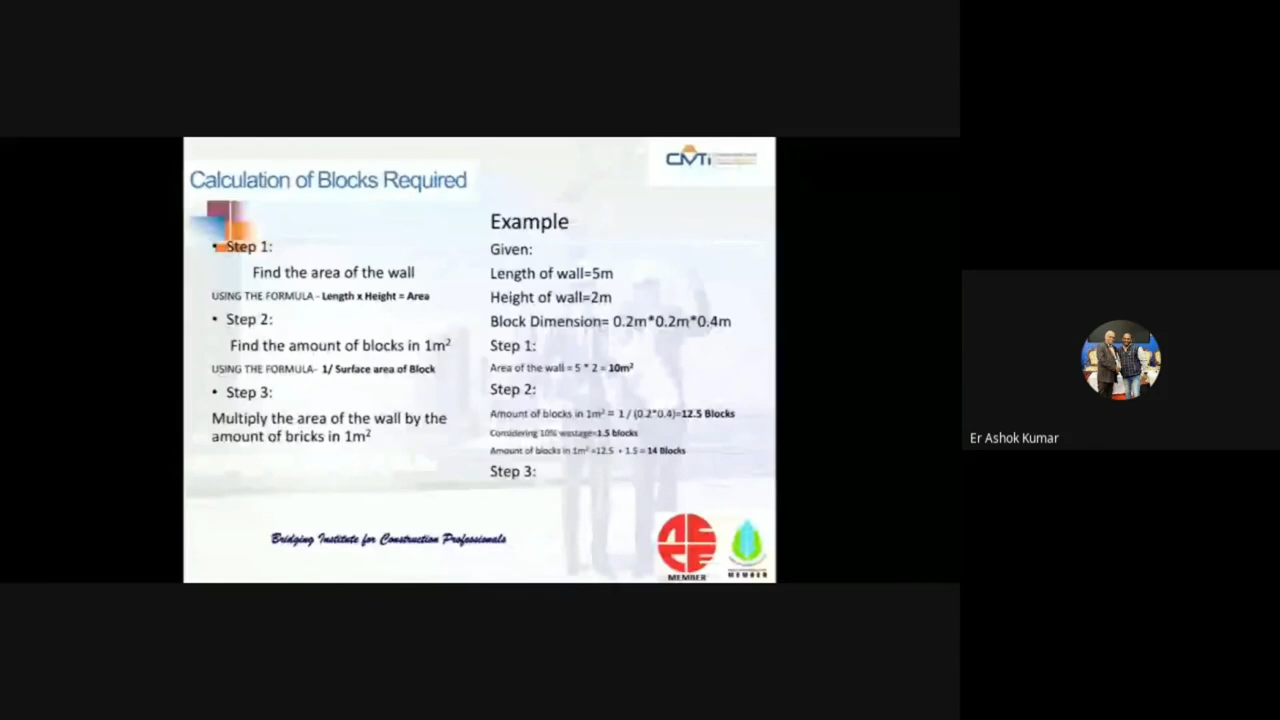 CMTi
Calculation of Blocks Required
• Step 1:
Find the area of the wall
USING THE FORMULA - Length x Height = Area
• Step 2:
Find the amount of blocks in 1m²
USING THE FORMULA- 1/ Surface area of Block
• Step 3:
Multiply the area of the wall by the
amount of bricks in 1m²
Example
Given:
Length of wall=5m
Height of wall=2m
Block Dimension= 0.2m*0.2m*0.4m
Step 1:
Area of the wall = 5 * 2 = 10m²
Step 2:
Amount of blocks in 1m² = 1 / (0.2*0.4)=12.5 Blocks
Considering 10% wastage=1.5 blocks
Amount of blocks in 1m² =12.5 + 1.5 = 14 Blocks
Step 3:
Bridging Institute for Construction Professionals
MEMBER
MEMBER
Er Ashok Kumar